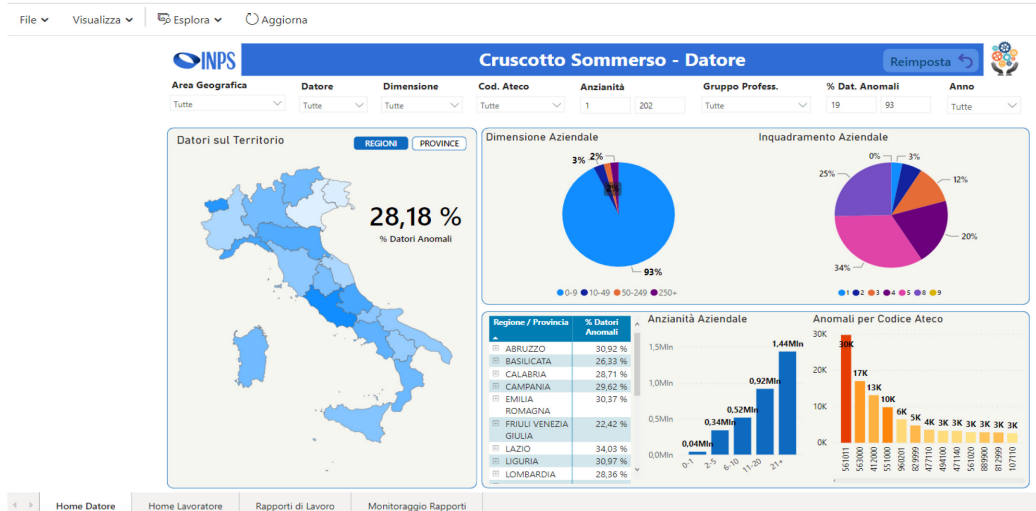 File Visualizza Esplora Aggiorna
INPS Cruscotto Sommerso - Datore Reimposta
Area Geografica Datore Dimensione Cod. Ateco Anzianità Gruppo Profess. % Dat. Anomali Anno
Tutte Tutte Tutte Tutte 1 202 Tutte 19 93 Tutte
Datori sul Territorio REGIONI PROVINCE
28,18 %
% Datori Anomali
Dimensione Aziendale
3% 2%
2%
93%
0-9 10-49 50-249 250+
Inquadramento Aziendale
0% 3%
25% 12%
20%
34%
1 2 3 4 5 8 9
Regione / Provincia % Datori Anomali
ABRUZZO 30,92 %
BASILICATA 26,33 %
CALABRIA 28,71 %
CAMPANIA 29,62 %
EMILIA ROMAGNA 30,37 %
FRIULI VENEZIA GIULIA 22,42 %
LAZIO 34,03 %
LIGURIA 30,97 %
LOMBARDIA 28,36 %
Anzianità Aziendale
1,5Mln
1,0Mln
0,5Mln
0,0Mln
0,04Mln 0,34Mln 0,52Mln 0,92Mln 1,44Mln
0-1 2-5 6-10 11-20 21+
Anomali per Codice Ateco
30K
20K
10K
0K
30K 17K 13K 10K 6K 5K 4K 3K 3K 3K 3K 3K 3K
561011 563000 412000 551000 960201 829999 477110 494100 471140 561020 889900 812999 107110
Home Datore Home Lavoratore Rapporti di Lavoro Monitoraggio Rapporti